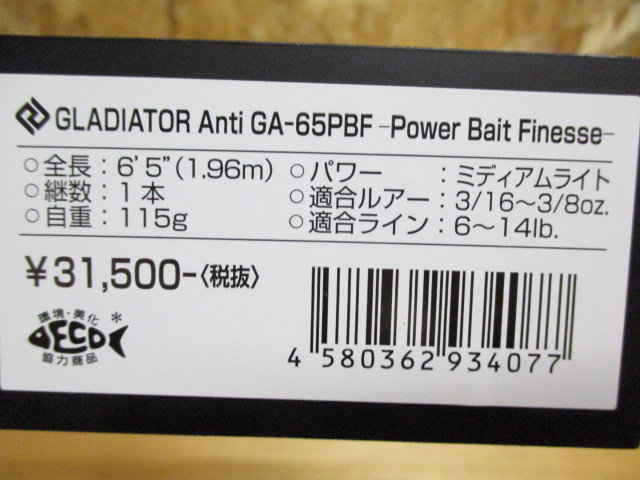 GLADIATOR Anti GA-65PBF -Power Bait Finesse-
○全長：6'5"(1.96m)
○継数：1本
○自重：115g
○パワー：ミディアムライト
○適合ルアー：3/16～3/8oz.
○適合ライン：6～14lb.
¥31,500-〈税抜〉
環境・美化*
ECO
協力商品
4 580362 934077